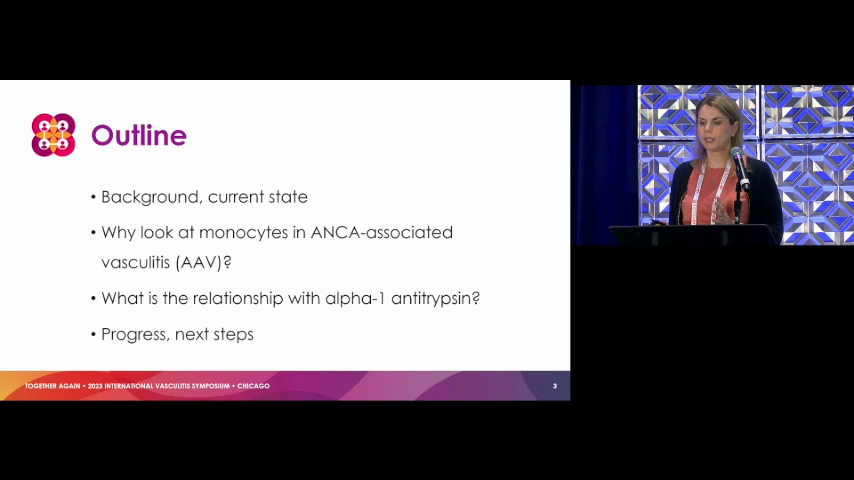 Outline
• Background, current state
• Why look at monocytes in ANCA-associated
vasculitis (AAV)?
• What is the relationship with alpha-1 antitrypsin?
• Progress, next steps
TOGETHER AGAIN • 2023 INTERNATIONAL VASCULITIS SYMPOSIUM • CHICAGO
3